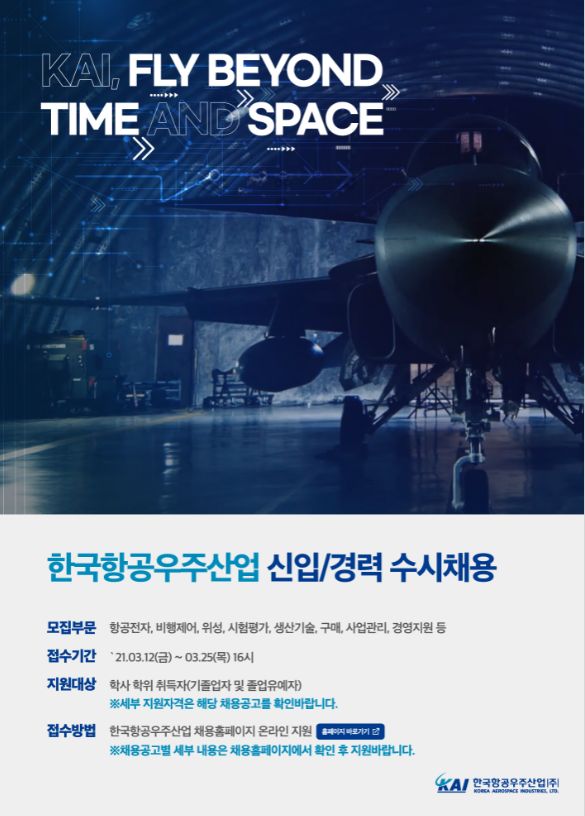 KAI, FLY BEYOND
TIME AND SPACE
한국항공우주산업 신입/경력 수시채용
모집부문 항공전자, 비행제어, 위성, 시험평가, 생산기술, 구매, 사업관리, 경영지원 등
접수기간 `21.03.12(금) ~ 03.25(목) 16시
지원대상 학사 학위 취득자(기졸업자 및 졸업유예자)
※세부 지원자격은 해당 채용공고를 확인바랍니다.
접수방법 한국항공우주산업 채용홈페이지 온라인 지원 홈페이지 바로가기
※채용공고별 세부 내용은 채용홈페이지에서 확인 후 지원바랍니다.
KAI 한국항공우주산업(주)
KOREA AEROSPACE INDUSTRIES, LTD.